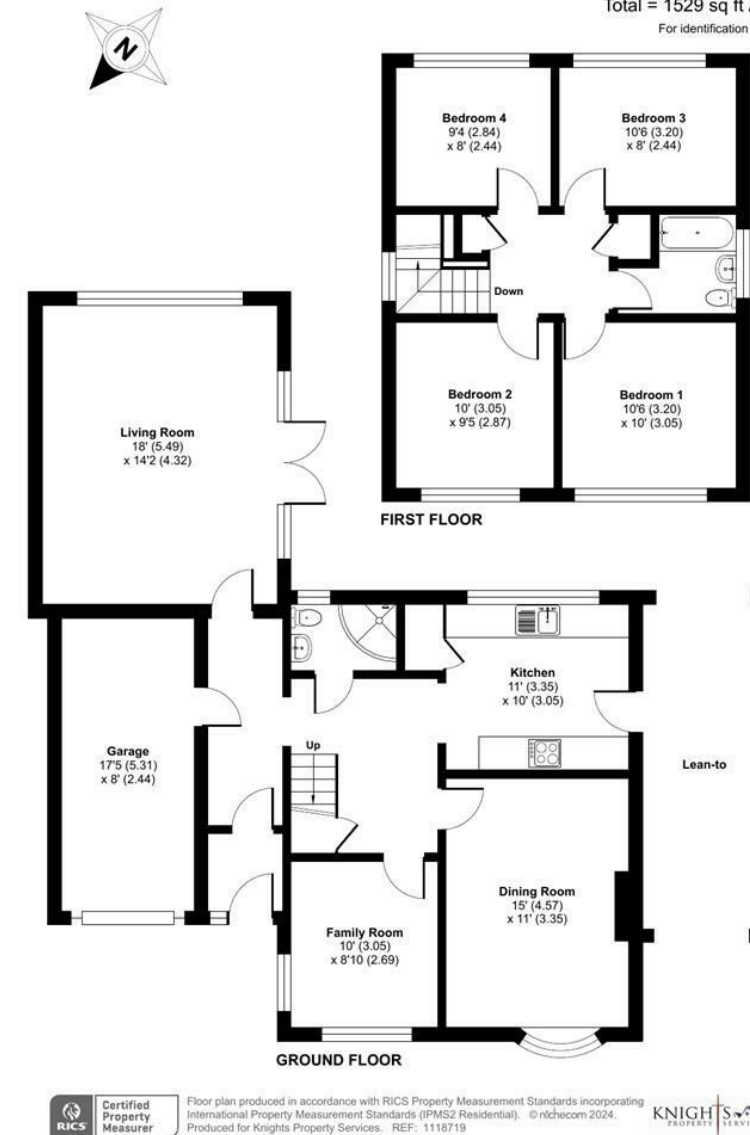 Total = 1529 sq ft
For identification
N
Bedroom 4
9'4 (2.84)
x 8' (2.44)
Bedroom 3
10'6 (3.20)
x 8' (2.44)
Down
Bedroom 2
10' (3.05)
x 9'5 (2.87)
Bedroom 1
10'6 (3.20)
x 10' (3.05)
FIRST FLOOR
Living Room
18' (5.49)
x 14'2 (4.32)
Kitchen
11' (3.35)
x 10' (3.05)
Up
Garage
17'5 (5.31)
x 8' (2.44)
Lean-to
Dining Room
15' (4.57)
x 11' (3.35)
Family Room
10' (3.05)
x 8'10 (2.69)
GROUND FLOOR
RICS
Certified
Property
Measurer
Floor plan produced in accordance with RICS Property Measurement Standards incorporating
International Property Measurement Standards (IPMS2 Residential). © nichecom 2024.
Produced for Knights Property Services. REF: 1118719
KNIGHTS
PROPERTY SERV